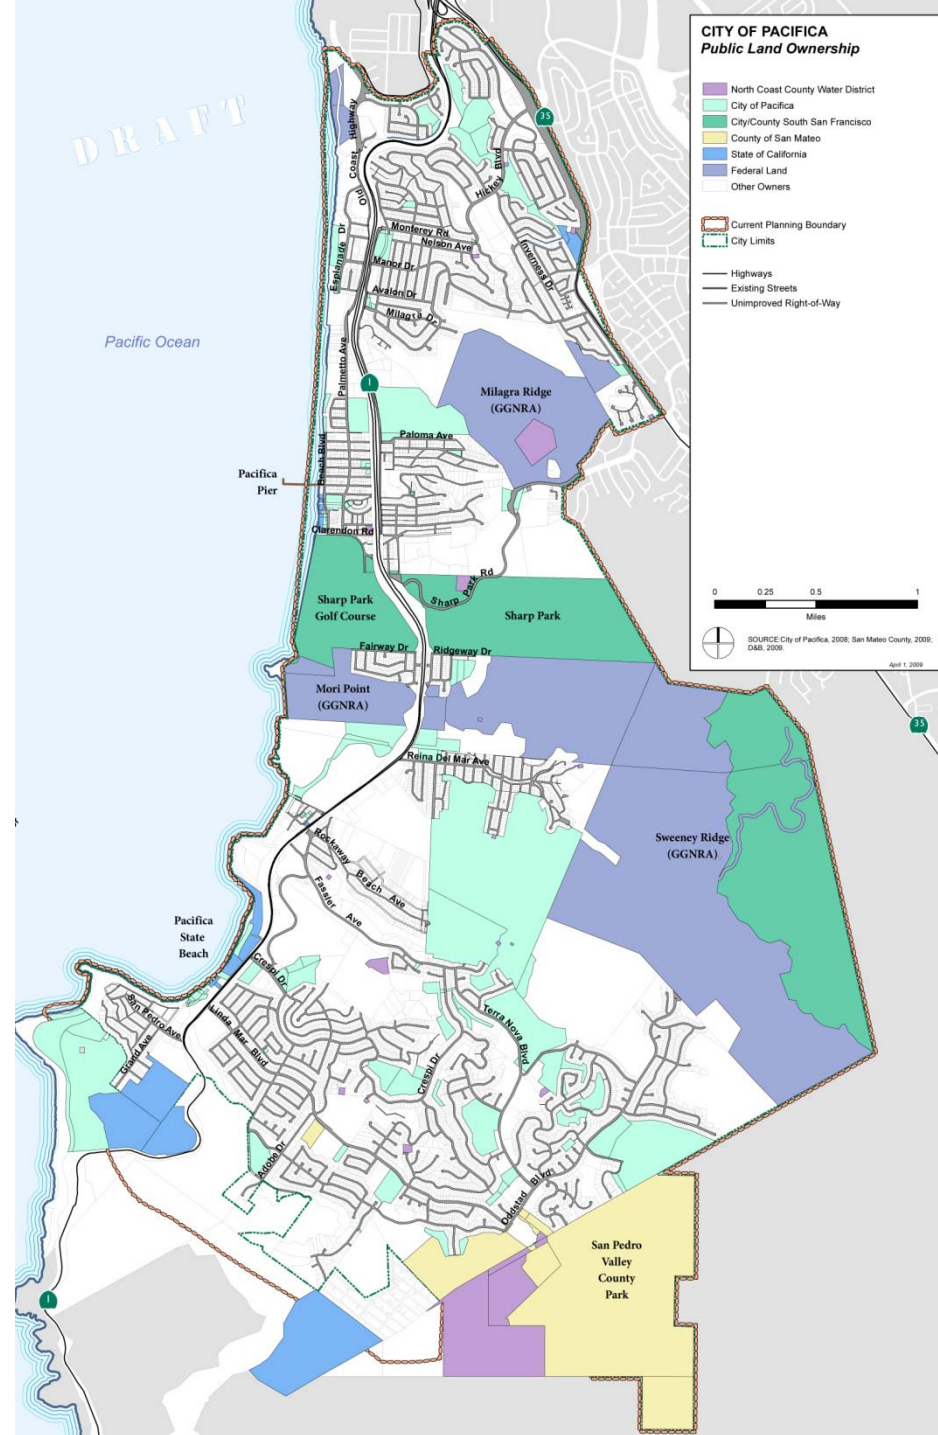 CITY OF PACIFICA
Public Land Ownership
North Coast County Water District
City of Pacifica
City/County South San Francisco
County of San Mateo
State of California
Federal Land
Other Owners
Current Planning Boundary
City Limits
Highways
Existing Streets
Unimproved Right-of-Way
0
0.25
0.5
1
Miles
SOURCE:City of Pacifica, 2008; San Mateo County, 2009;
D&B, 2009.
April 1, 2009
DRAFT
35
Coast Highway
Old
Hickey Blvd
Monterey Rd
Nelson Ave
Esplanade Dr
Manor Dr
Inverness Dr
Avalon Dr
Milagra Dr
Pacific Ocean
Palmetto Ave
1
Milagra Ridge
(GGNRA)
Paloma Ave
Beach Blvd
Pacifica
Pier
Clarendon Rd
Sharp Park Rd
Sharp Park
Golf Course
Sharp Park
Fairway Dr
Ridgeway Dr
Mori Point
(GGNRA)
35
Reina Del Mar Ave
Rockaway Beach Ave
Sweeney Ridge
(GGNRA)
Fassler Ave
Pacifica
State
Beach
Crespi Dr
San Pedro Ave
Linda Mar Blvd
Terra Nova Blvd
Grand Ave
Crespi Dr
Adobe Dr
Oddstad Blvd
San Pedro
Valley
County
Park
1